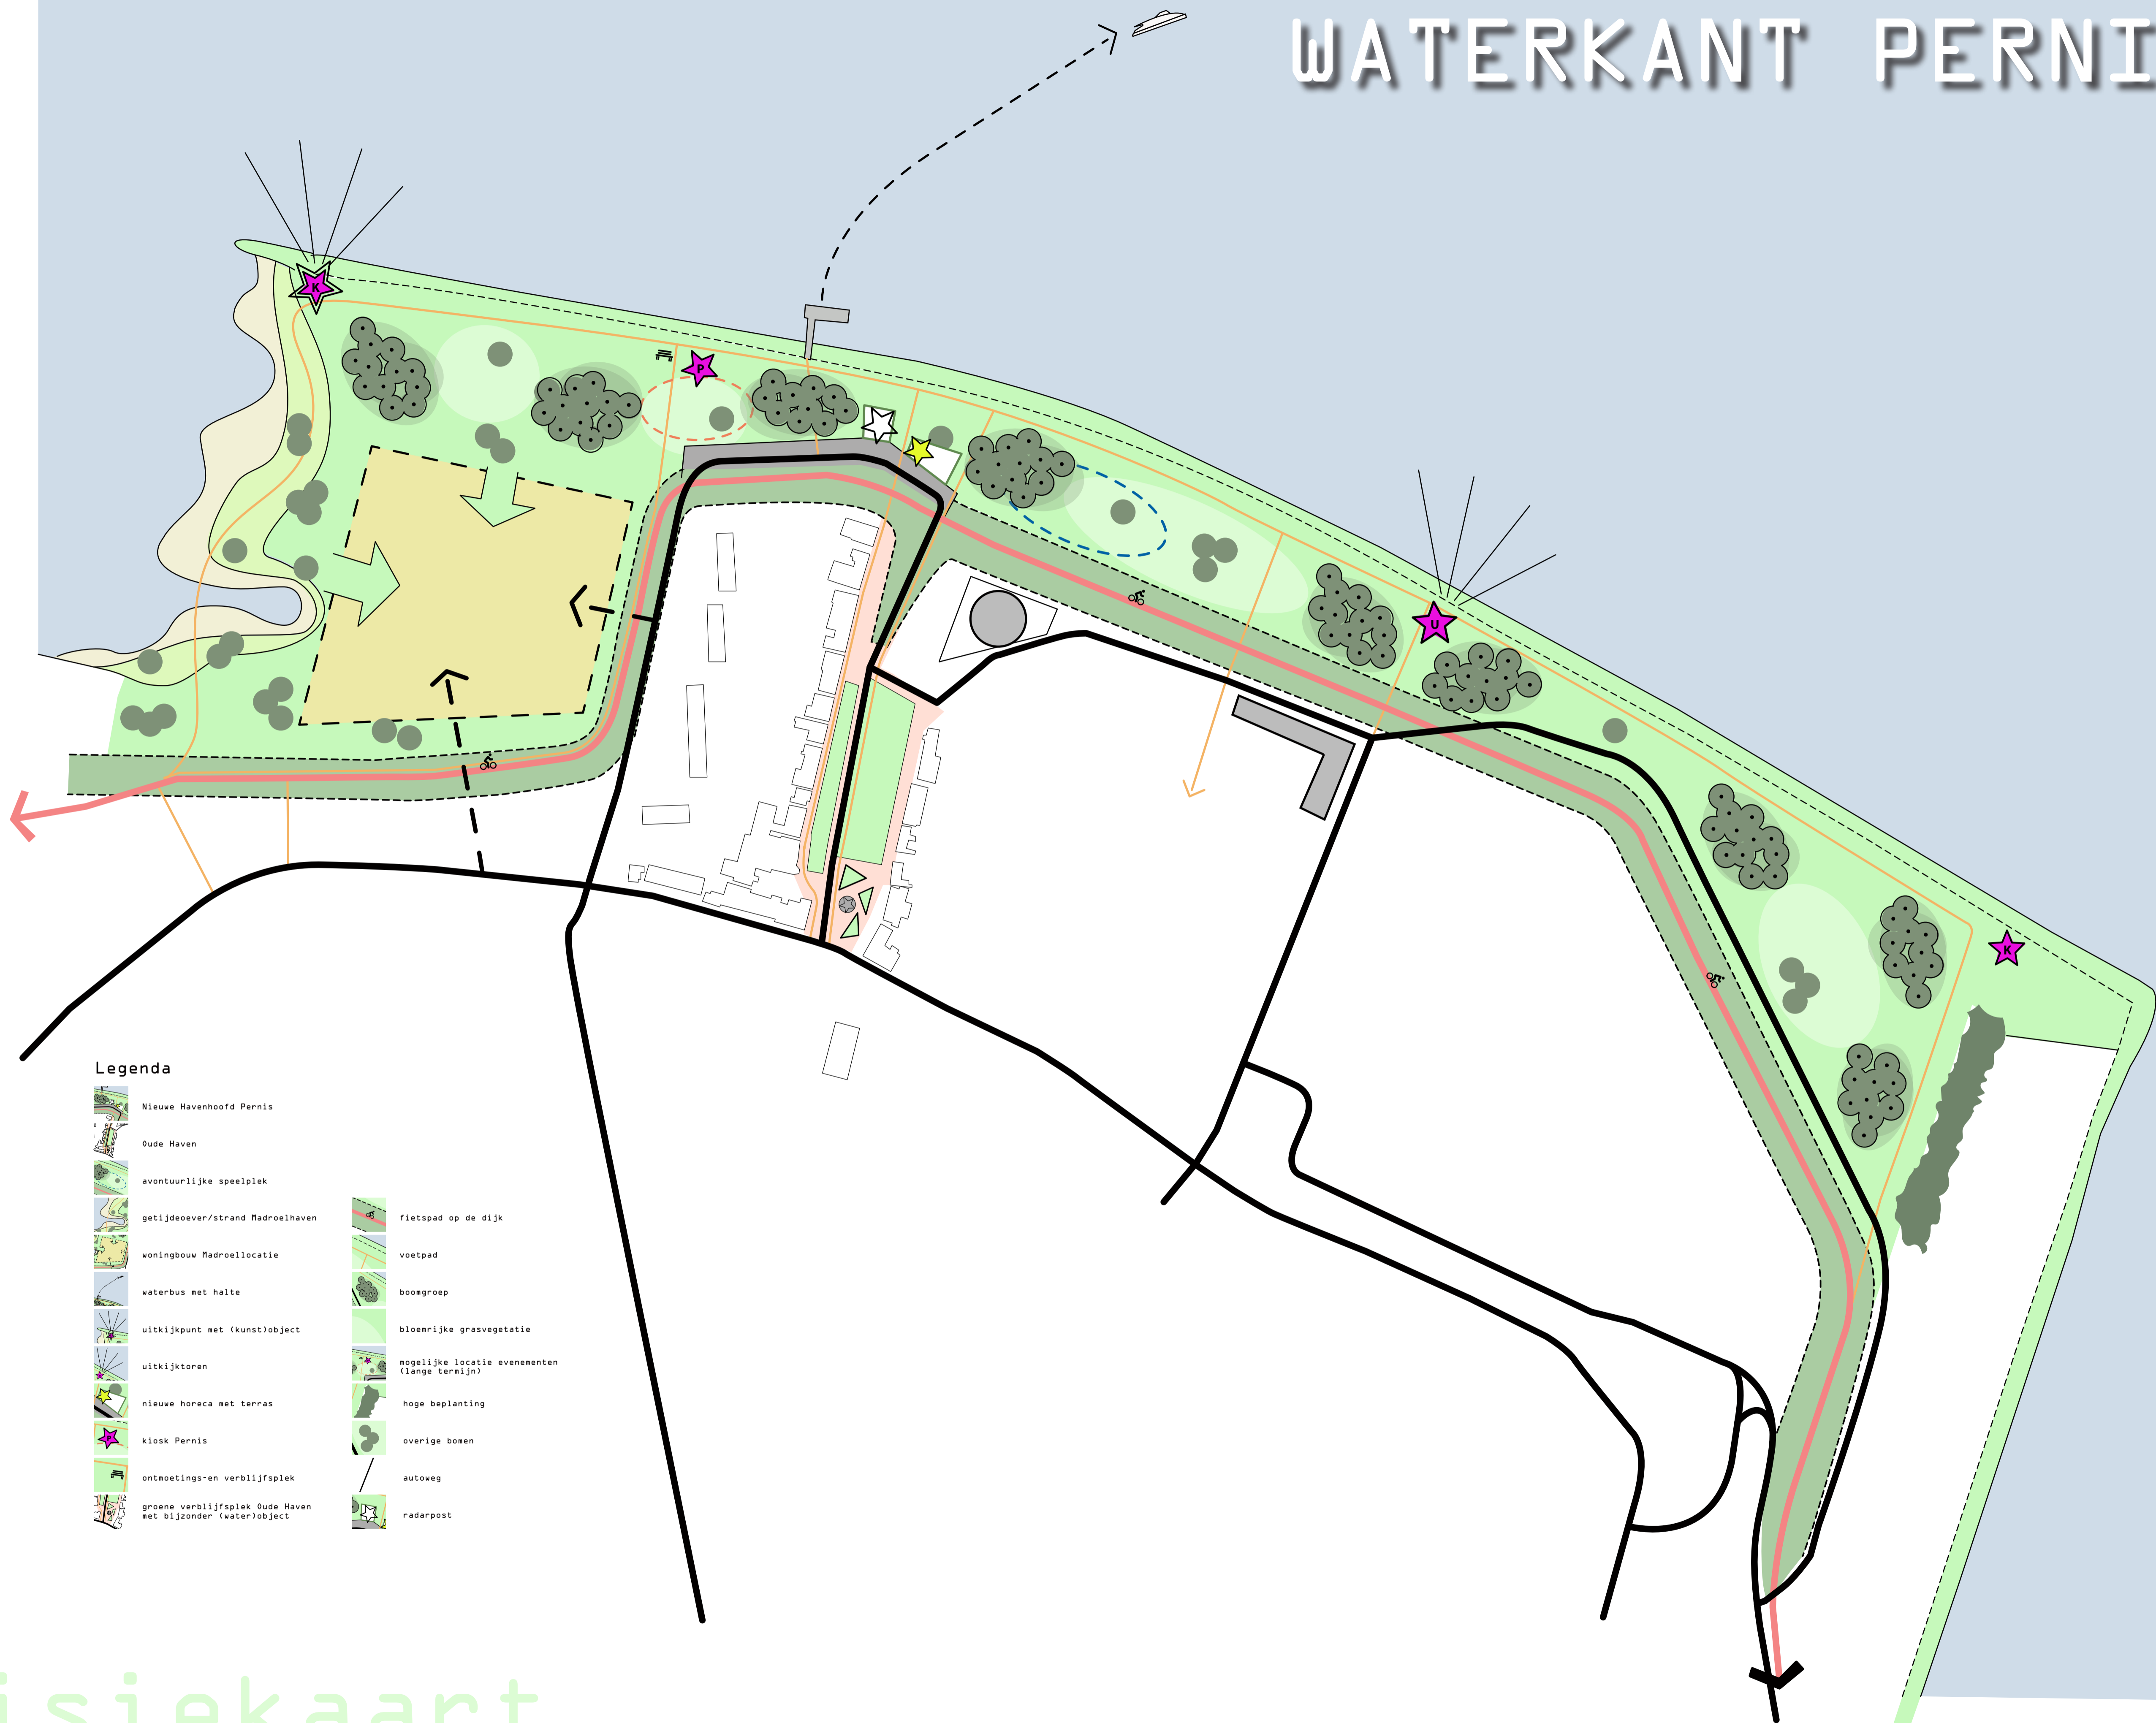 WATERKANT PERNI
K
P
U
K
Legenda
Nieuwe Havenhoofd Pernis
Oude Haven
avontuurlijke speelplek
getijdeoever/strand Madroelhaven
woningbouw Madroellocatie
waterbus met halte
uitkijkpunt met (kunst)object
uitkijktoren
nieuwe horeca met terras
P
kiosk Pernis
ontmoetings-en verblijfsplek
groene verblijfsplek Oude Haven
met bijzonder (water)object
fietspad op de dijk
voetpad
boomgroep
bloemrijke grasvegetatie
mogelijke locatie evenementen
(lange termijn)
hoge beplanting
overige bomen
autoweg
radarpost
isiekaart